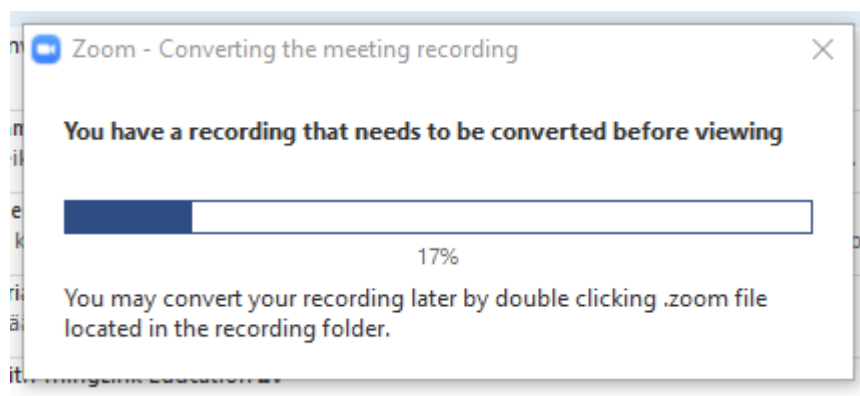 Zoom - Converting the meeting recording
You have a recording that needs to be converted before viewing
17%
You may convert your recording later by double clicking .zoom file
located in the recording folder.